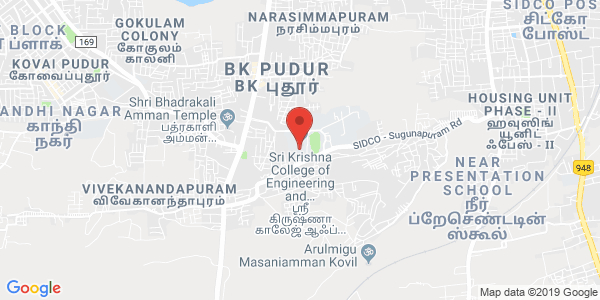 BLOCK
ப்ளாக்
169
GOKULAM
COLONY
கோகுலம்
காலனி
NARASIMMAPURAM
நரசிம்மபுரம்
SIDCO POS
சிட்கோ
போஸ்ட்
KOVAI PUDUR
கோவைப்புதூர்
BK PUDUR
BK புதூர்
ANDHI NAGAR
காந்தி
நகர்
Shri Bhadrakali
Amman Temple
பத்ரகாளி
அம்மன்...
HOUSING UNIT
PHASE - II
ஹவுஸிங்
யூனிட்
ஃபேஸ் - II
SIDCO - Sugunapuram Rd
Sri Krishna
College of
Engineering
and...
ஸ்ரீ
கிருஷ்ணா
காலேஜ் ஆஃப்...
948
NEAR
PRESENTATION
SCHOOL
நீர்
ப்ரேசெண்டடின்
ஸ்கூல்
VIVEKANANDAPURAM
விவேகானந்தாபுரம்
Arulmigu
Masaniamman Kovil
Google
Map data ©2019 Google